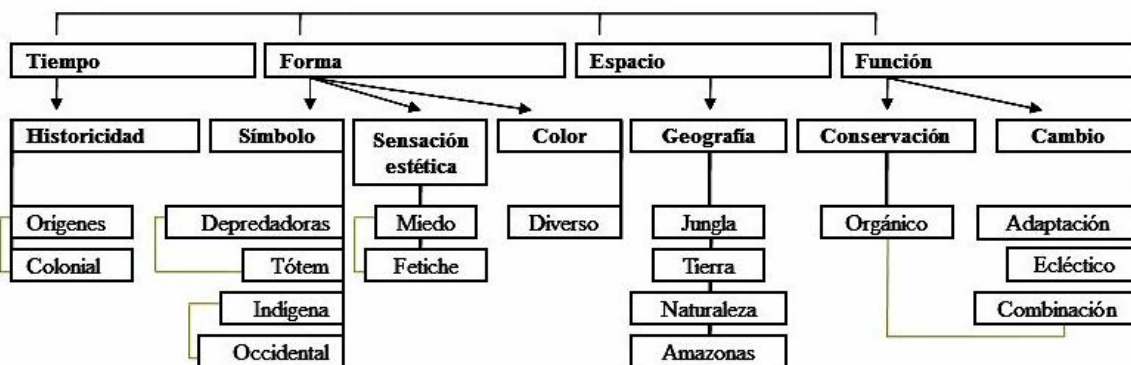 Tiempo
Forma
Espacio
Función
Historicidad
Símbolo
Sensación
estética
Color
Geografía
Conservación
Cambio
Orígenes
Depredadoras
Miedo
Diverso
Jungla
Orgánico
Adaptación
Colonial
Tótem
Fetiche
Tierra
Ecléctico
Indígena
Naturaleza
Combinación
Occidental
Amazonas